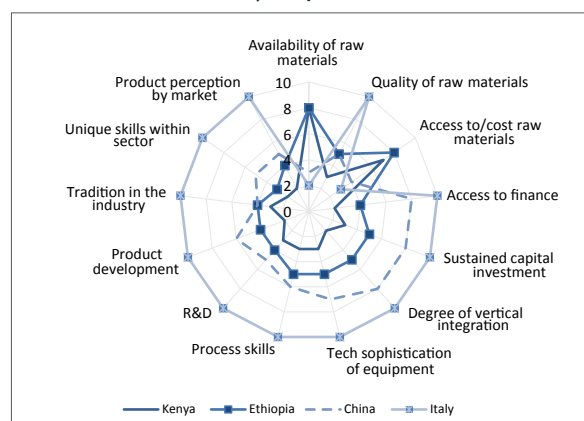 Availability of raw
materials
Product perception
by market
Quality of raw materials
Unique skills within
sector
Access to/cost raw
materials
Tradition in the
industry
Access to finance
Product
development
Sustained capital
investment
R&D
Degree of vertical
integration
Process skills
Tech sophistication
of equipment
10
8
6
4
2
0
Kenya
Ethiopia
China
Italy